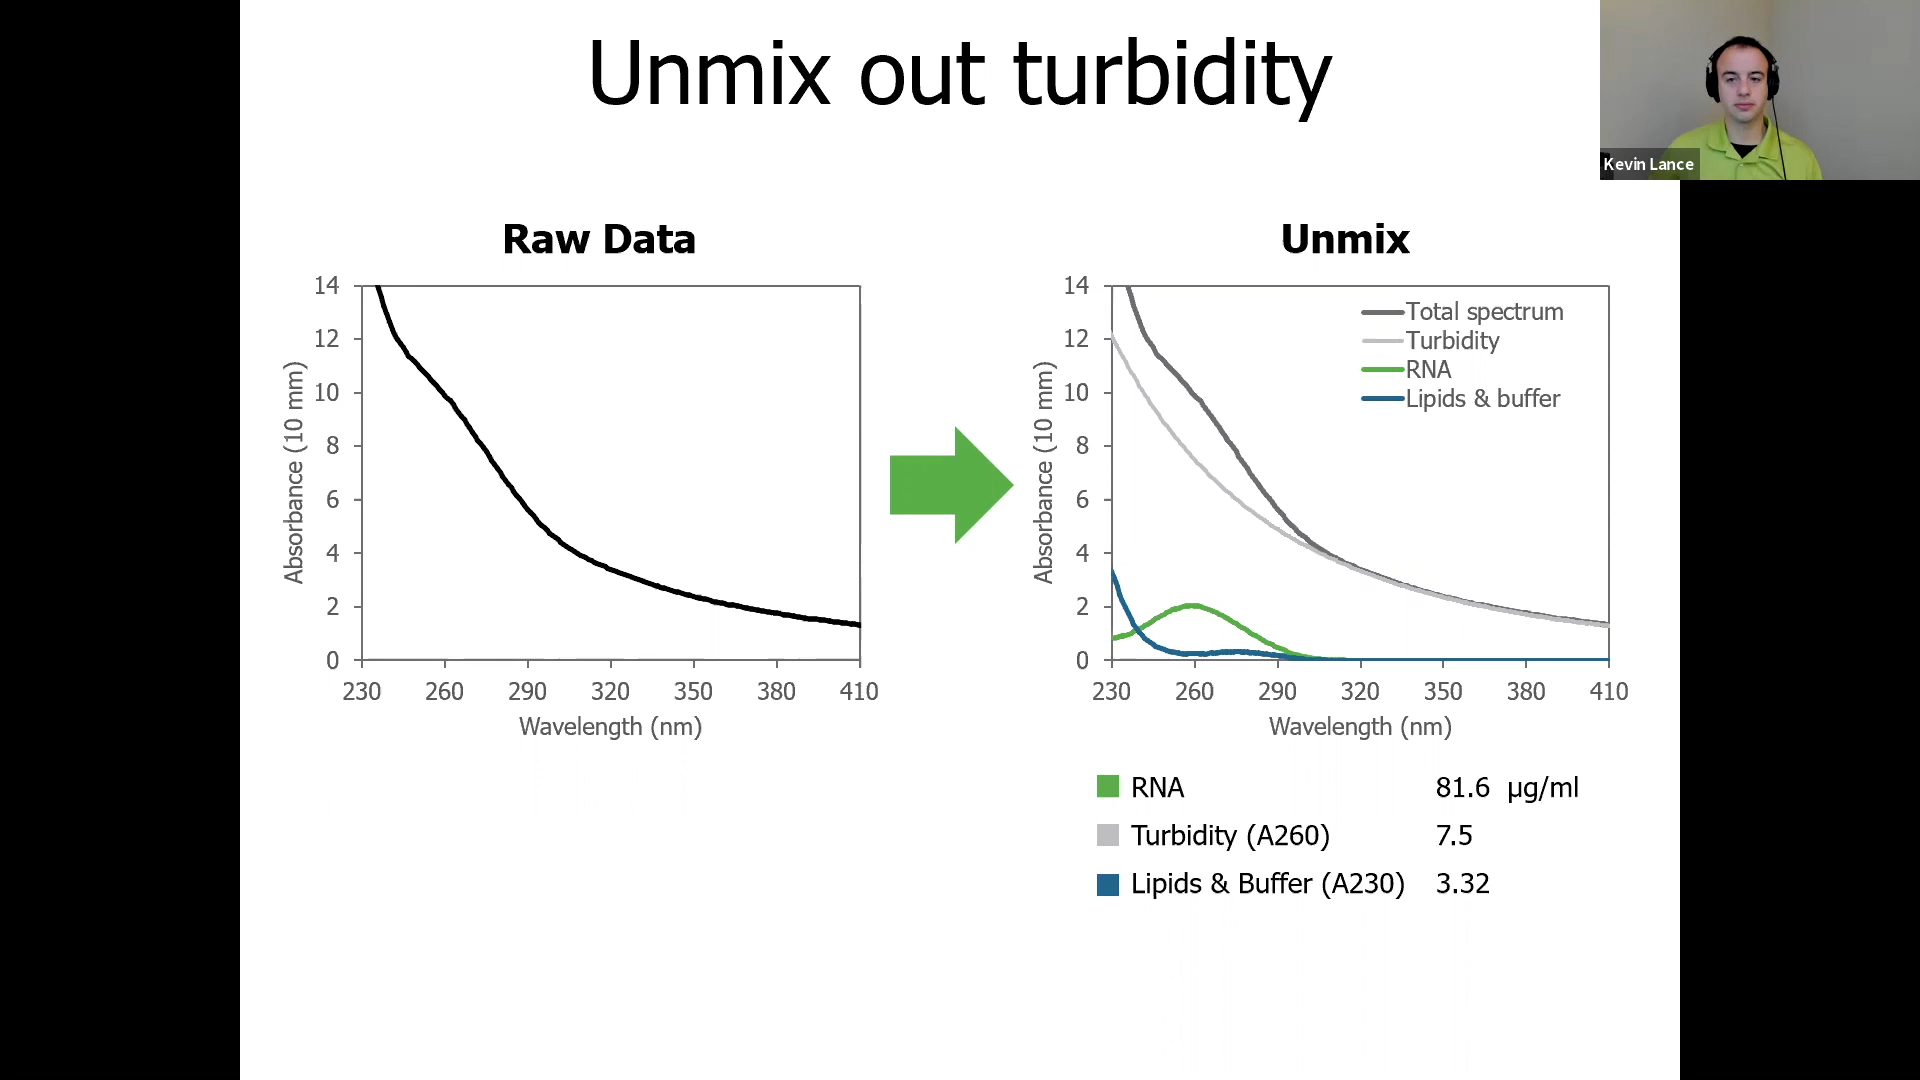 Unmix out turbidity
Kevin Lance
Raw Data
14
12
10
8
6
4
2
0
Absorbance (10 mm)
230 260 290 320 350 380 410
Wavelength (nm)
Unmix
14
12
10
8
6
4
2
0
Absorbance (10 mm)
Total spectrum
Turbidity
RNA
Lipids & buffer
230 260 290 320 350 380 410
Wavelength (nm)
RNA 81.6 µg/ml
Turbidity (A260) 7.5
Lipids & Buffer (A230) 3.32